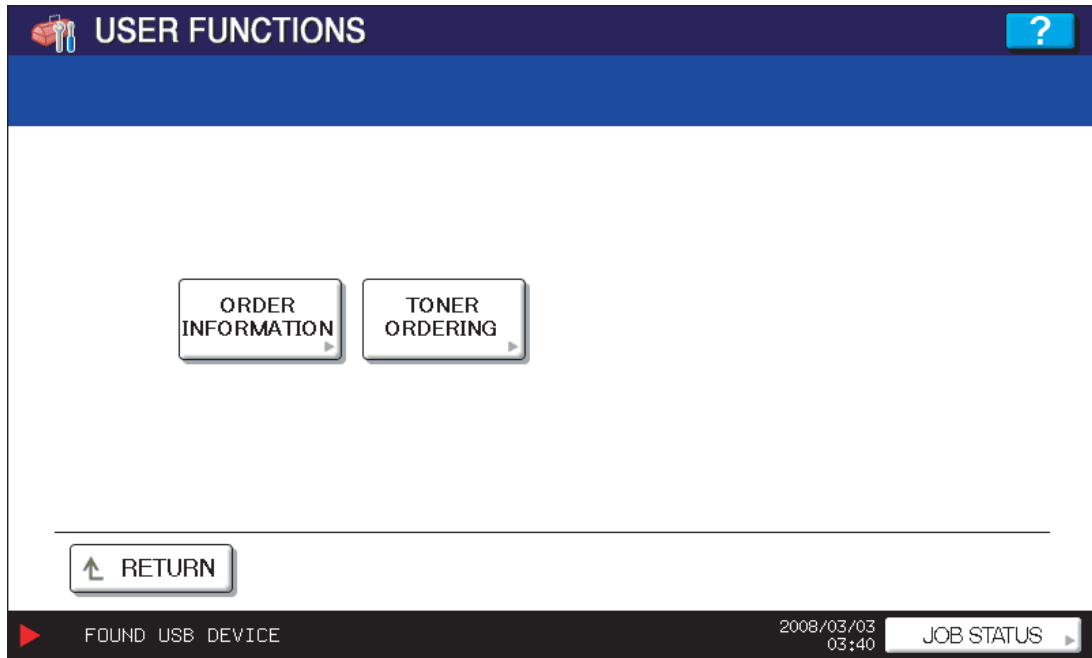 USER FUNCTIONS
?
ORDER
INFORMATION
TONER
ORDERING
RETURN
FOUND USB DEVICE
2008/03/03
03:40
JOB STATUS